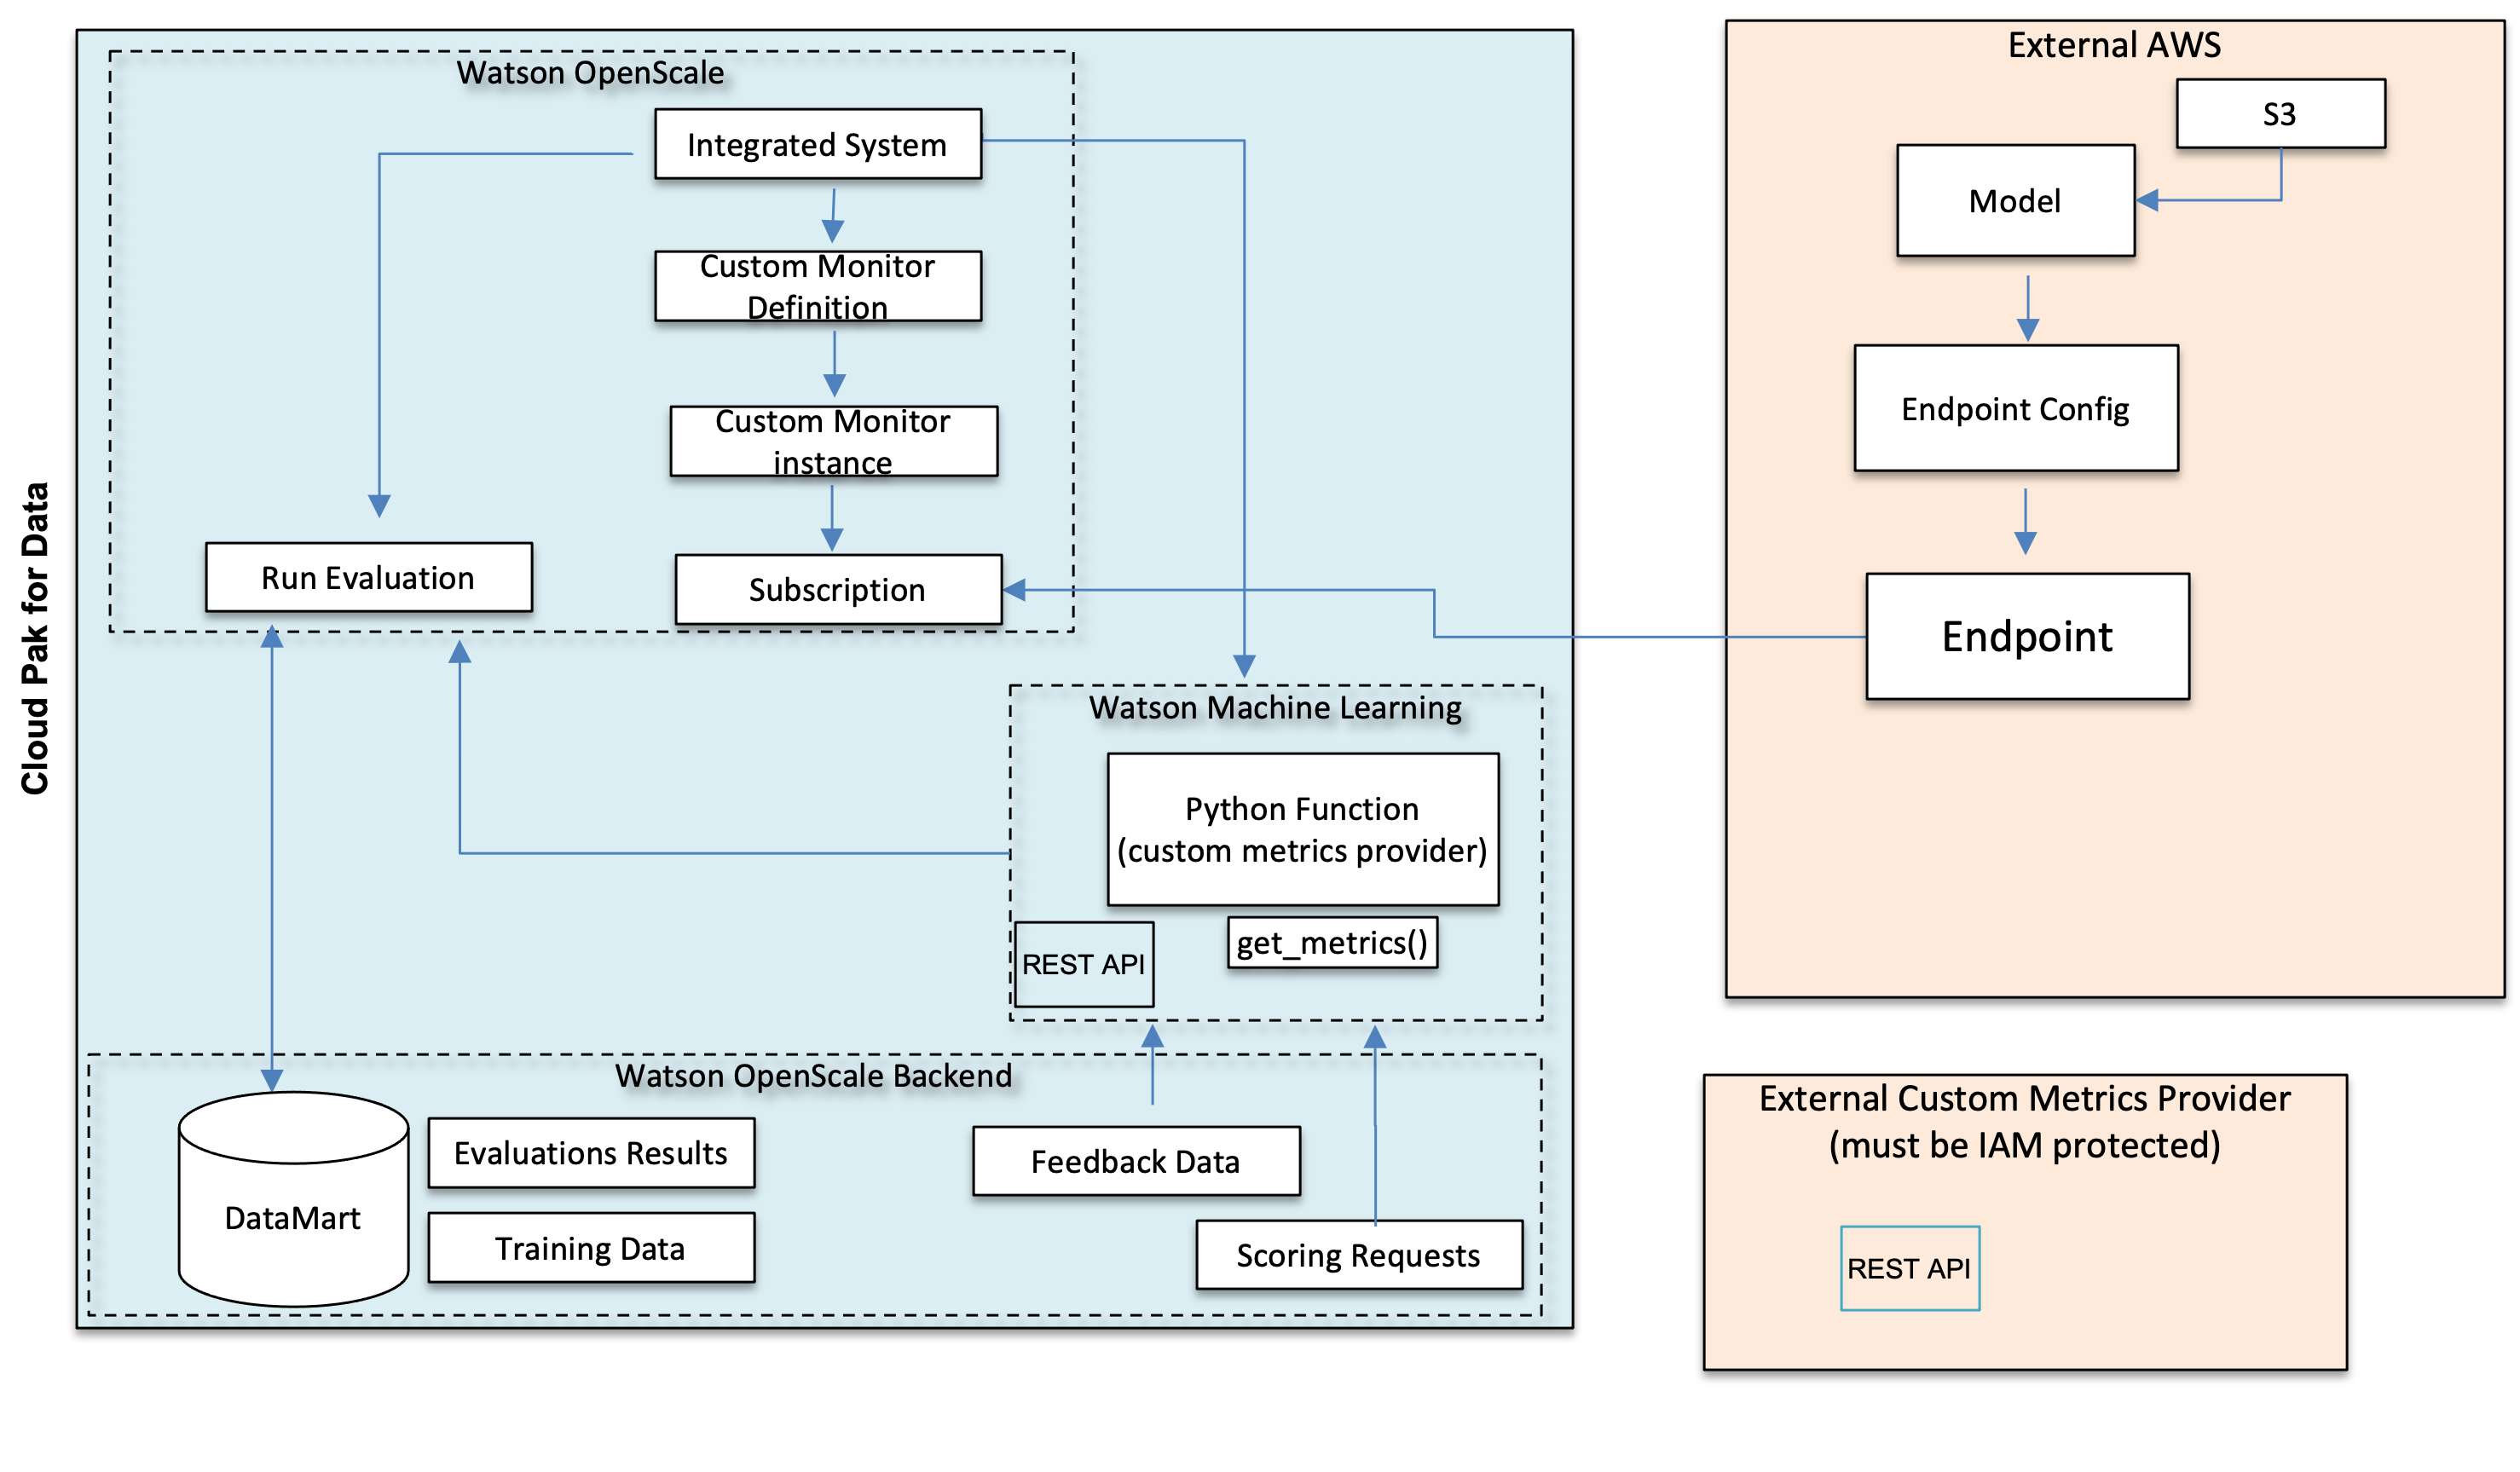 Cloud Pak for Data
Watson OpenScale
Integrated System
Custom Monitor
Definition
Custom Monitor
instance
Run Evaluation
Subscription
Watson Machine Learning
Python Function
(custom metrics provider)
get_metrics()
REST API
Watson OpenScale Backend
DataMart
Evaluations Results
Training Data
Feedback Data
Scoring Requests
External AWS
S3
Model
Endpoint Config
Endpoint
External Custom Metrics Provider
(must be IAM protected)
REST API